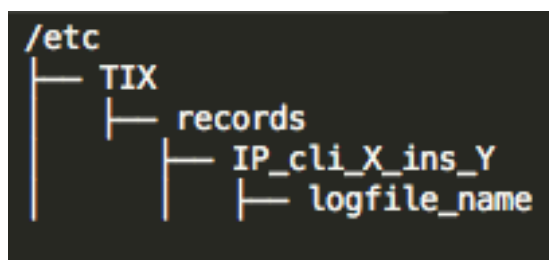 /etc
├── TIX
├── records
├── IP_cli_X_ins_Y
├── logfile_name